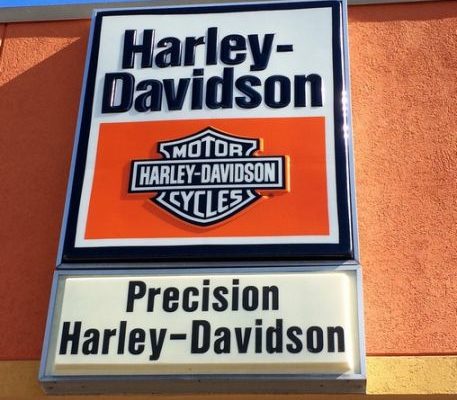 Harley-
Davidson
MOTOR
HARLEY-DAVIDSON
CYCLES
Precision
Harley-Davidson